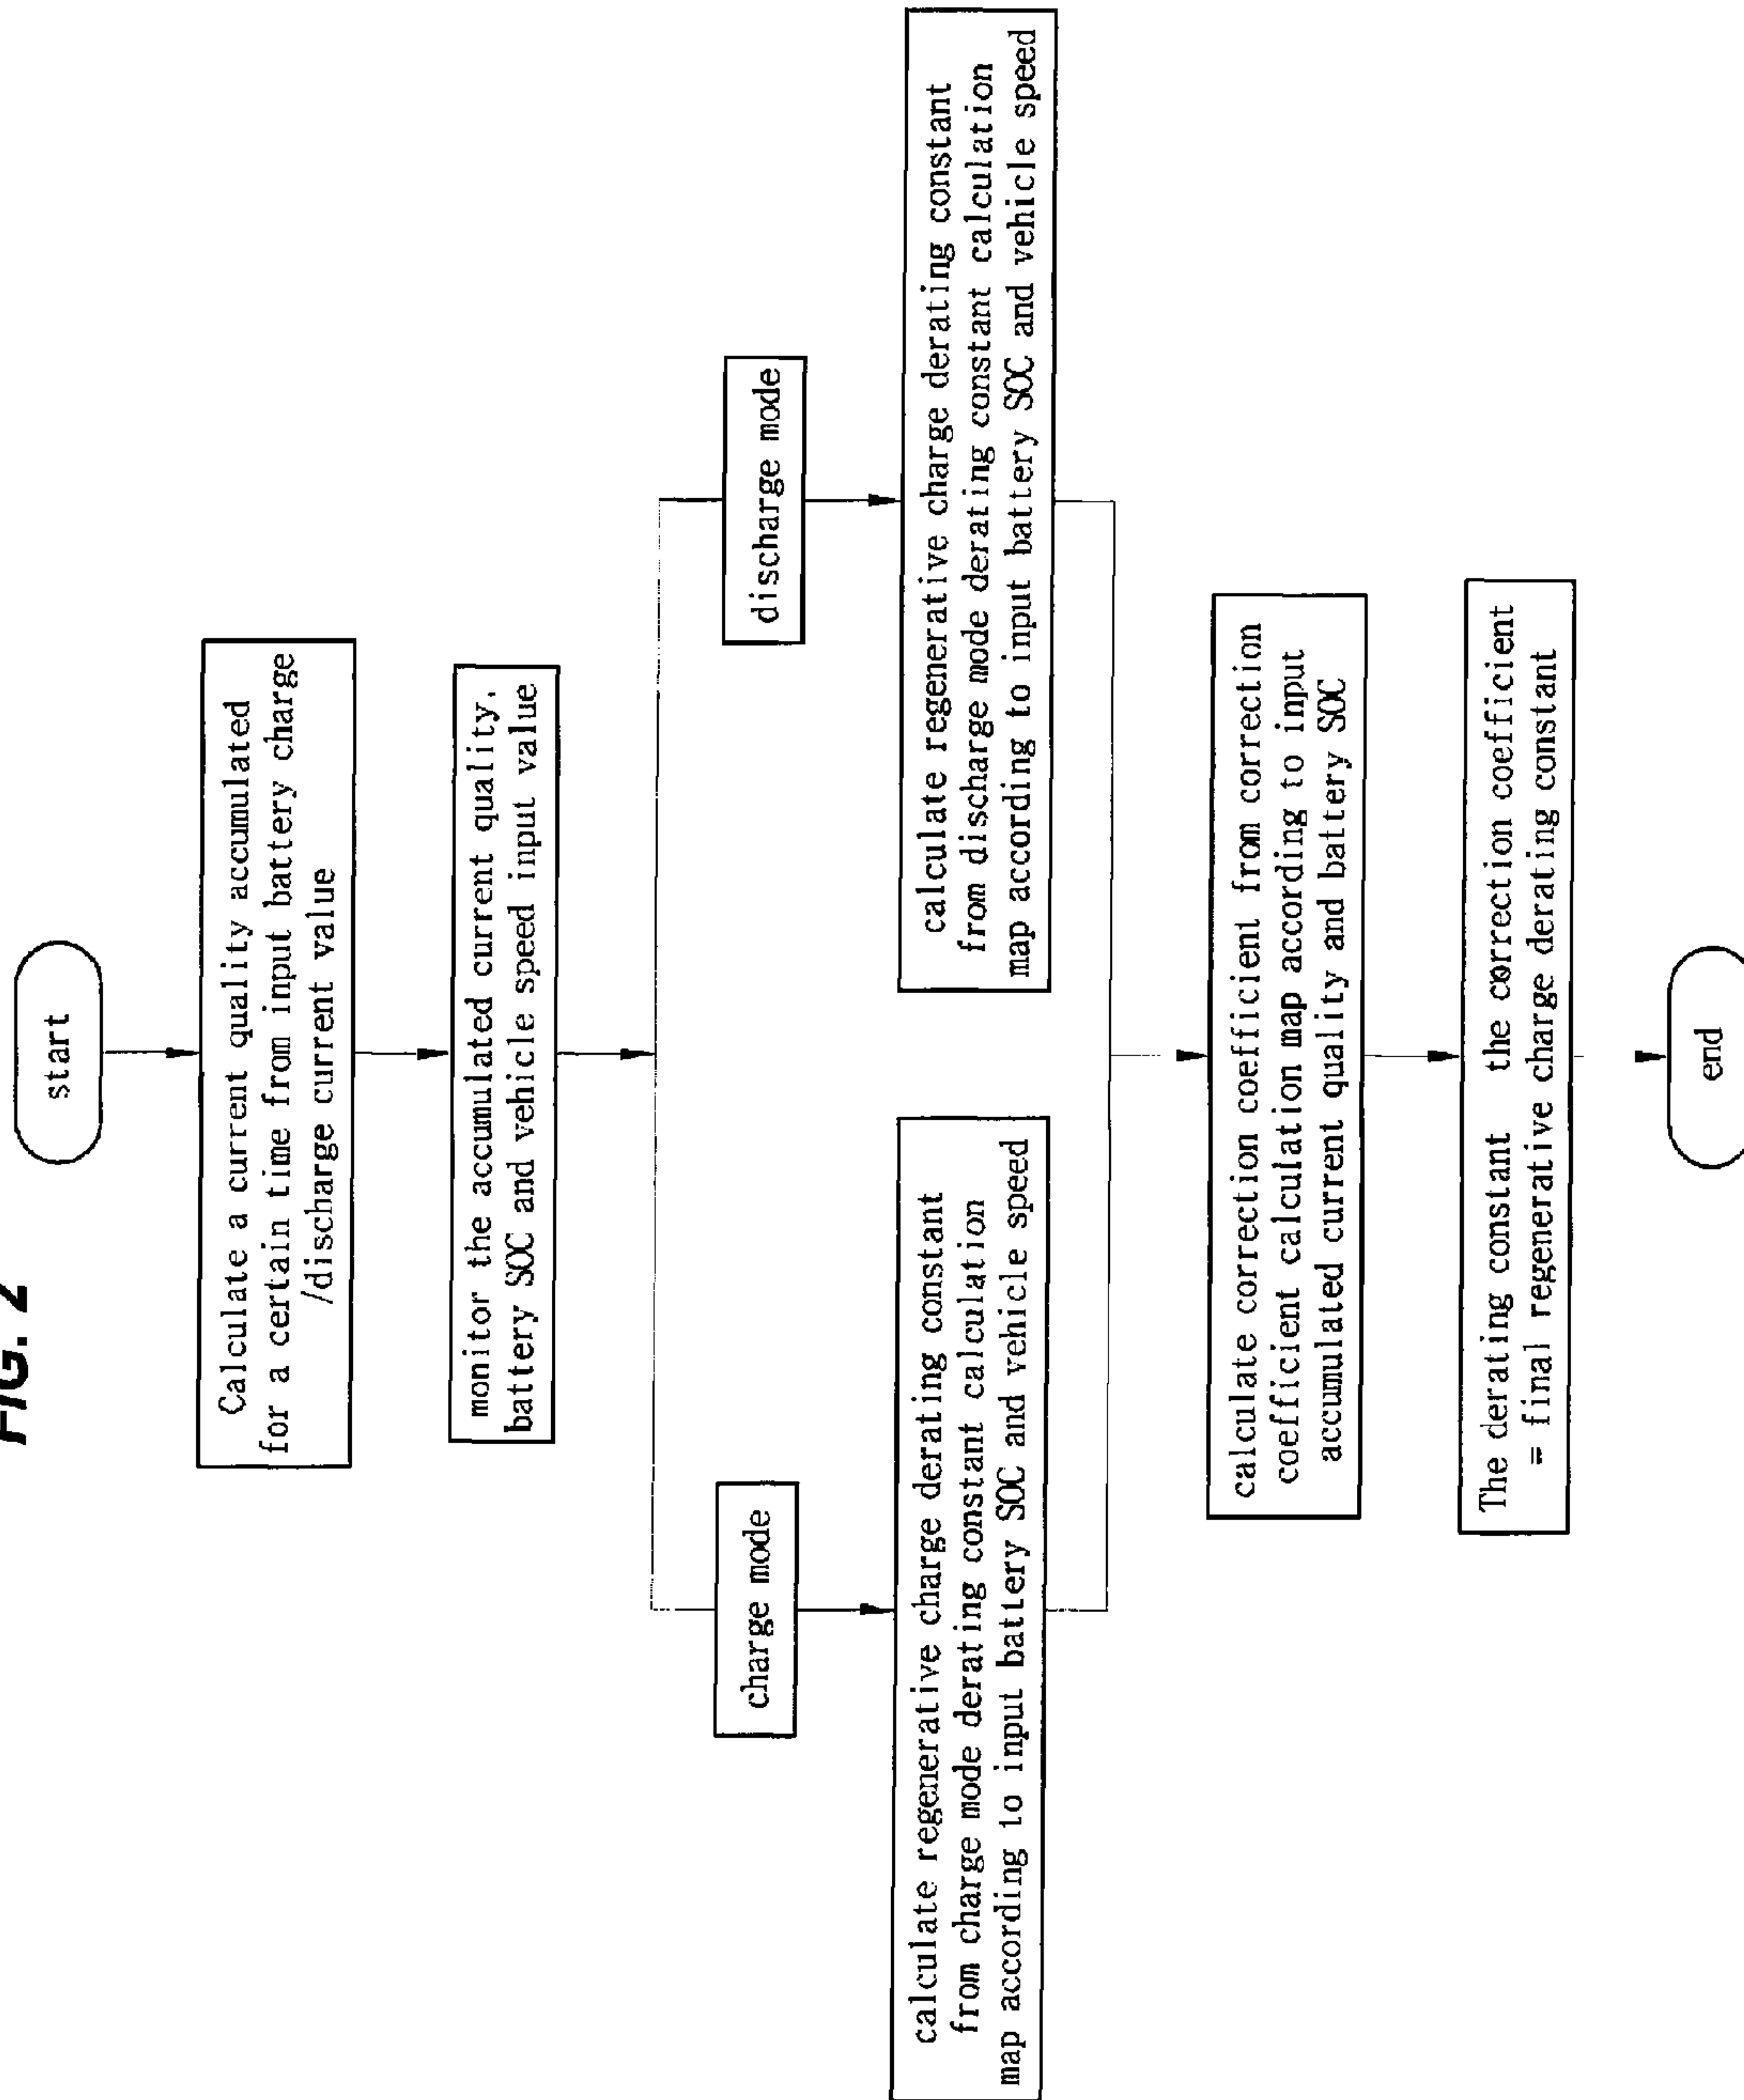 FIG. 2
start
Calculate a current quality accumulated
for a certain time from input battery charge
/discharge current value
monitor the accumulated current quality,
battery SOC and vehicle speed input value
charge mode
discharge mode
calculate regenerative charge derating constant
from charge mode derating constant calculation
map according to input battery SOC and vehicle speed
calculate regenerative charge derating constant
from discharge mode derating constant calculation
map according to input battery SOC and vehicle speed
calculate correction coefficient from correction
coefficient calculation map according to input
accumulated current quality and battery SOC
The derating constant the correction coefficient
= final regenerative charge derating constant
end